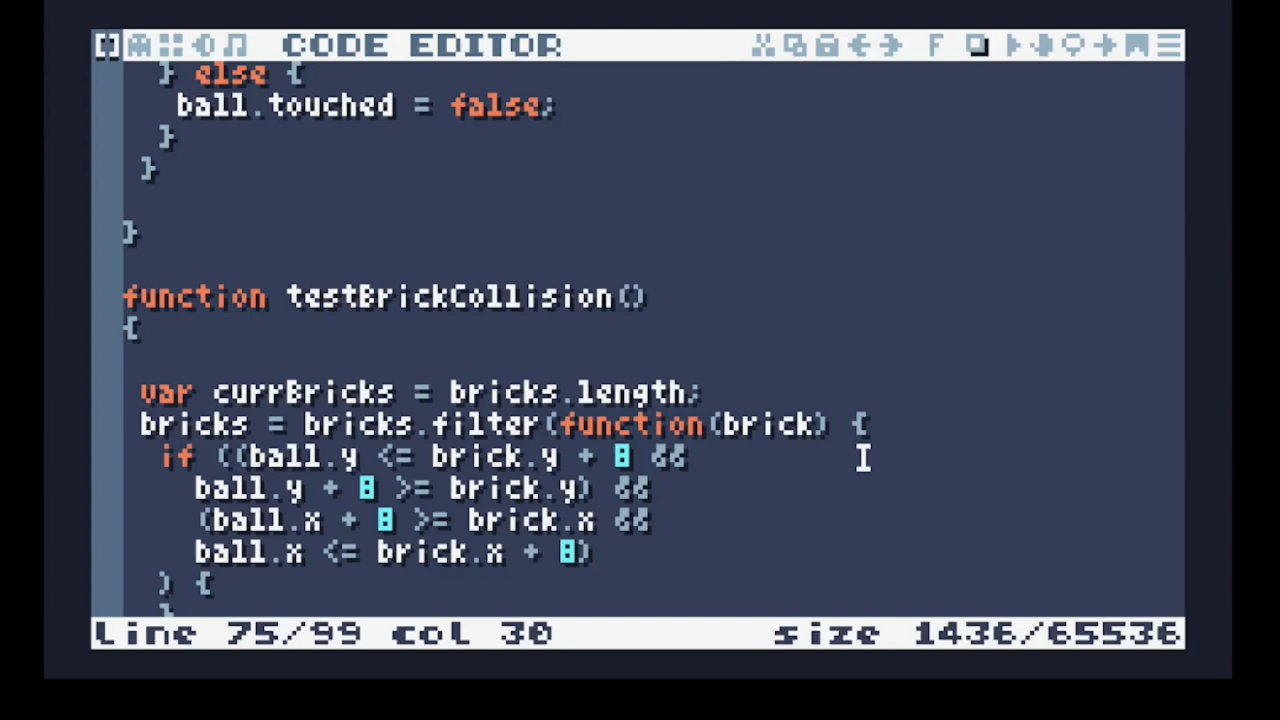 CODE EDITOR F
} else {
ball.touched = false;
}
}
}
function testBrickCollision()
{
var currBricks = bricks.length;
bricks = bricks.filter(function(brick) {
if ((ball.y <= brick.y + 8 &&
ball.y + 8 >= brick.y) &&
(ball.x + 8 >= brick.x &&
ball.x <= brick.x + 8)
) {
}
line 75/99 col 30 size 1436/65536